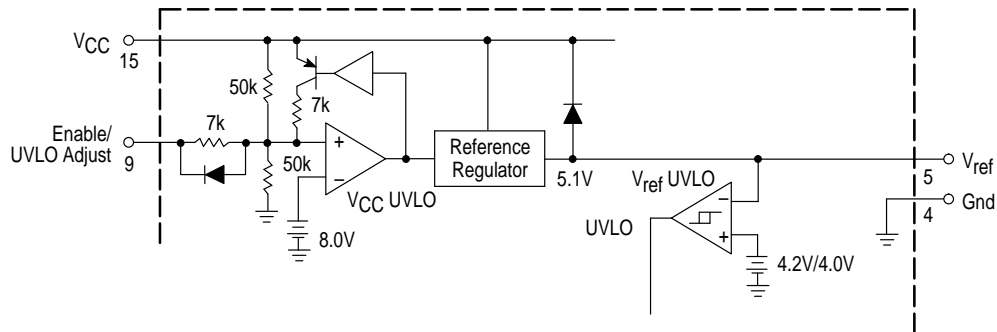 VCC
15
50k
7k
7k
Enable/
UVLO Adjust
9
50k
+
–
VCC UVLO
8.0V
Reference
Regulator
5.1V
Vref UVLO
–
+
UVLO
4.2V/4.0V
Vref
5
Gnd
4